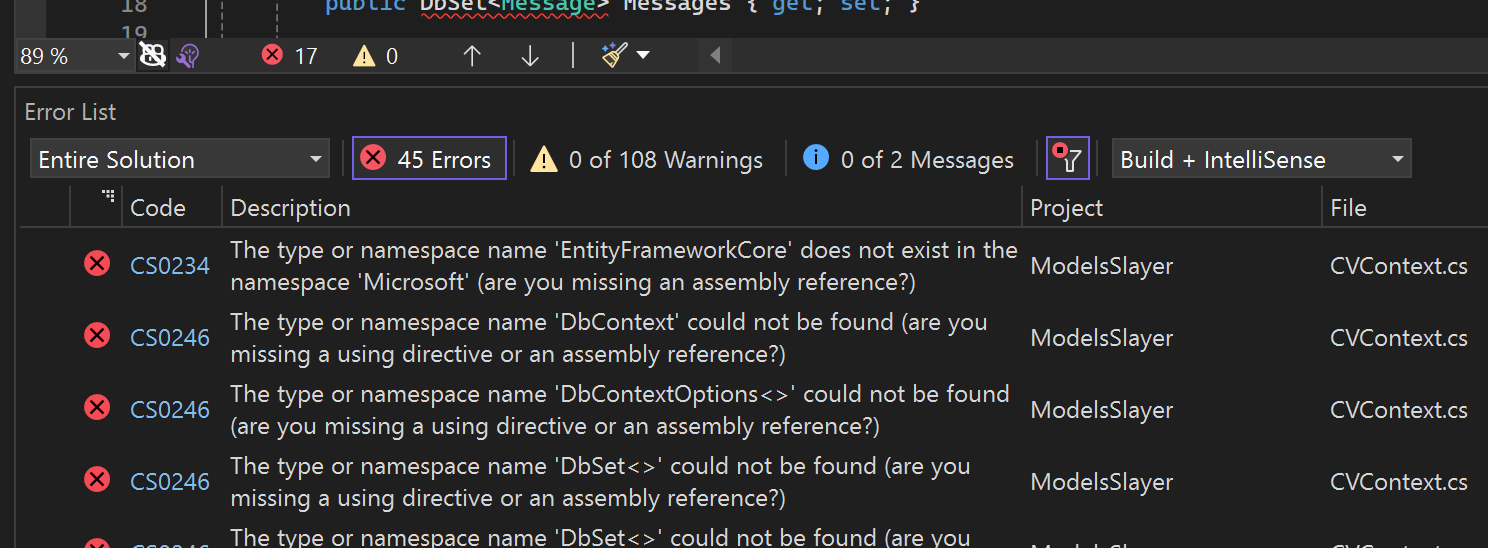 18 public DbSet<Message> Messages { get; set; }
19
89 % 17 0
Error List
Entire Solution 45 Errors 0 of 108 Warnings 0 of 2 Messages Build + IntelliSense
Code Description Project File
CS0234 The type or namespace name 'EntityFrameworkCore' does not exist in the
namespace 'Microsoft' (are you missing an assembly reference?) ModelsSlayer CVContext.cs
CS0246 The type or namespace name 'DbContext' could not be found (are you
missing a using directive or an assembly reference?) ModelsSlayer CVContext.cs
CS0246 The type or namespace name 'DbContextOptions<>' could not be found
(are you missing a using directive or an assembly reference?) ModelsSlayer CVContext.cs
CS0246 The type or namespace name 'DbSet<>' could not be found (are you
missing a using directive or an assembly reference?) ModelsSlayer CVContext.cs
The type or namespace name 'DbSet<>' could not be found (are you